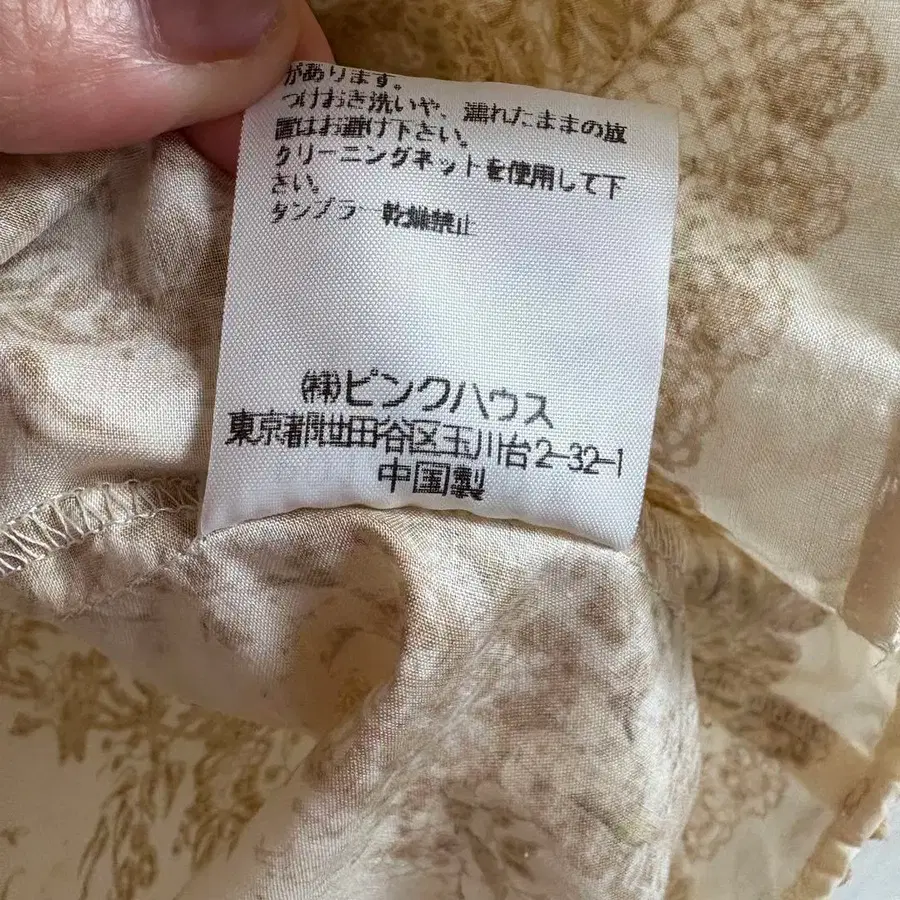 があります。
つけおき洗いや、濡れたままの放
置はお避け下さい。
クリーニングネットを使用して下
さい。
タンブラー乾燥禁止
(株)ピンクハウス
東京都世田谷区玉川台2-32-1
中国製